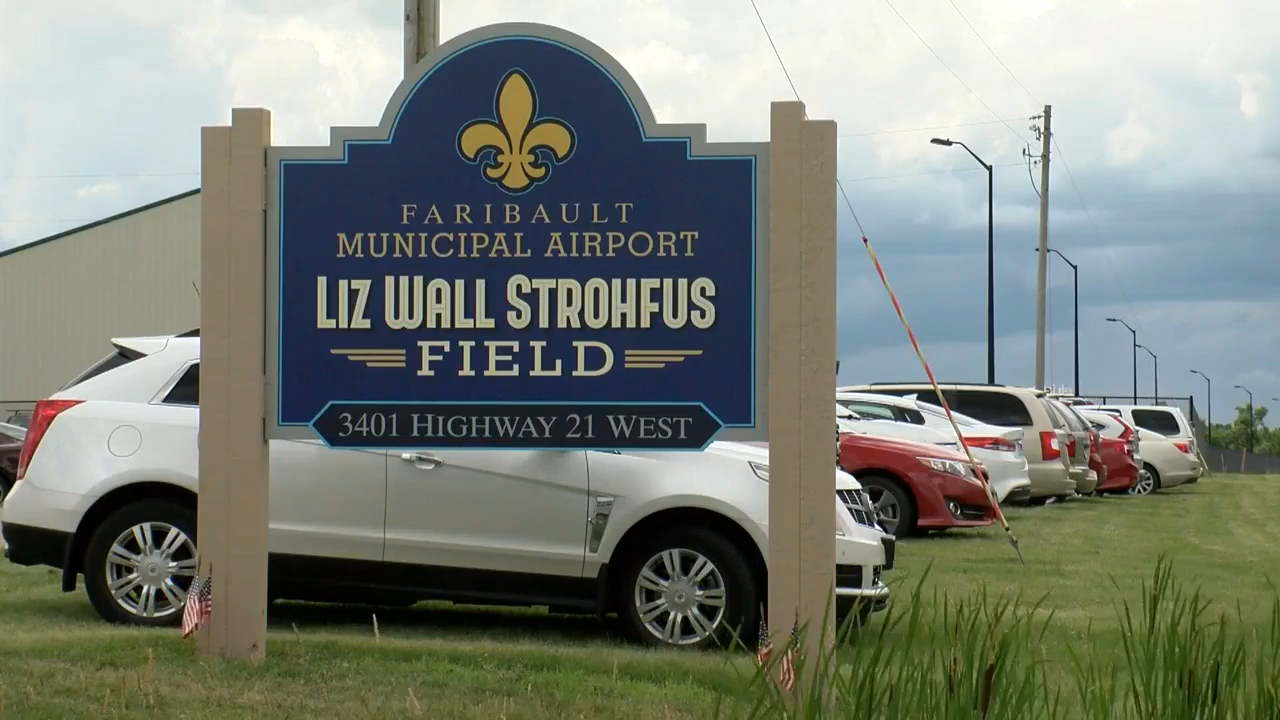 FARIBAULT
MUNICIPAL AIRPORT
LIZ WALL STROHFUS
FIELD
3401 HIGHWAY 21 WEST